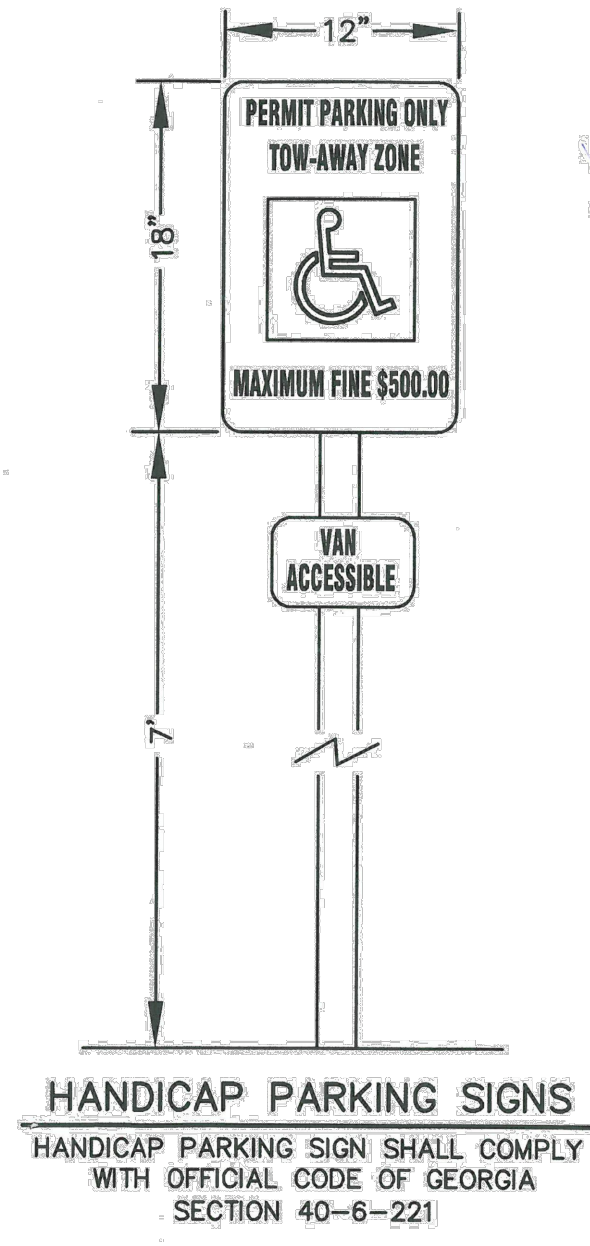 12"
PERMIT PARKING ONLY
TOW-AWAY ZONE
18"
MAXIMUM FINE $500.00
VAN
ACCESSIBLE
7'
HANDICAP PARKING SIGNS
HANDICAP PARKING SIGN SHALL COMPLY
WITH OFFICIAL CODE OF GEORGIA
SECTION 40-6-221